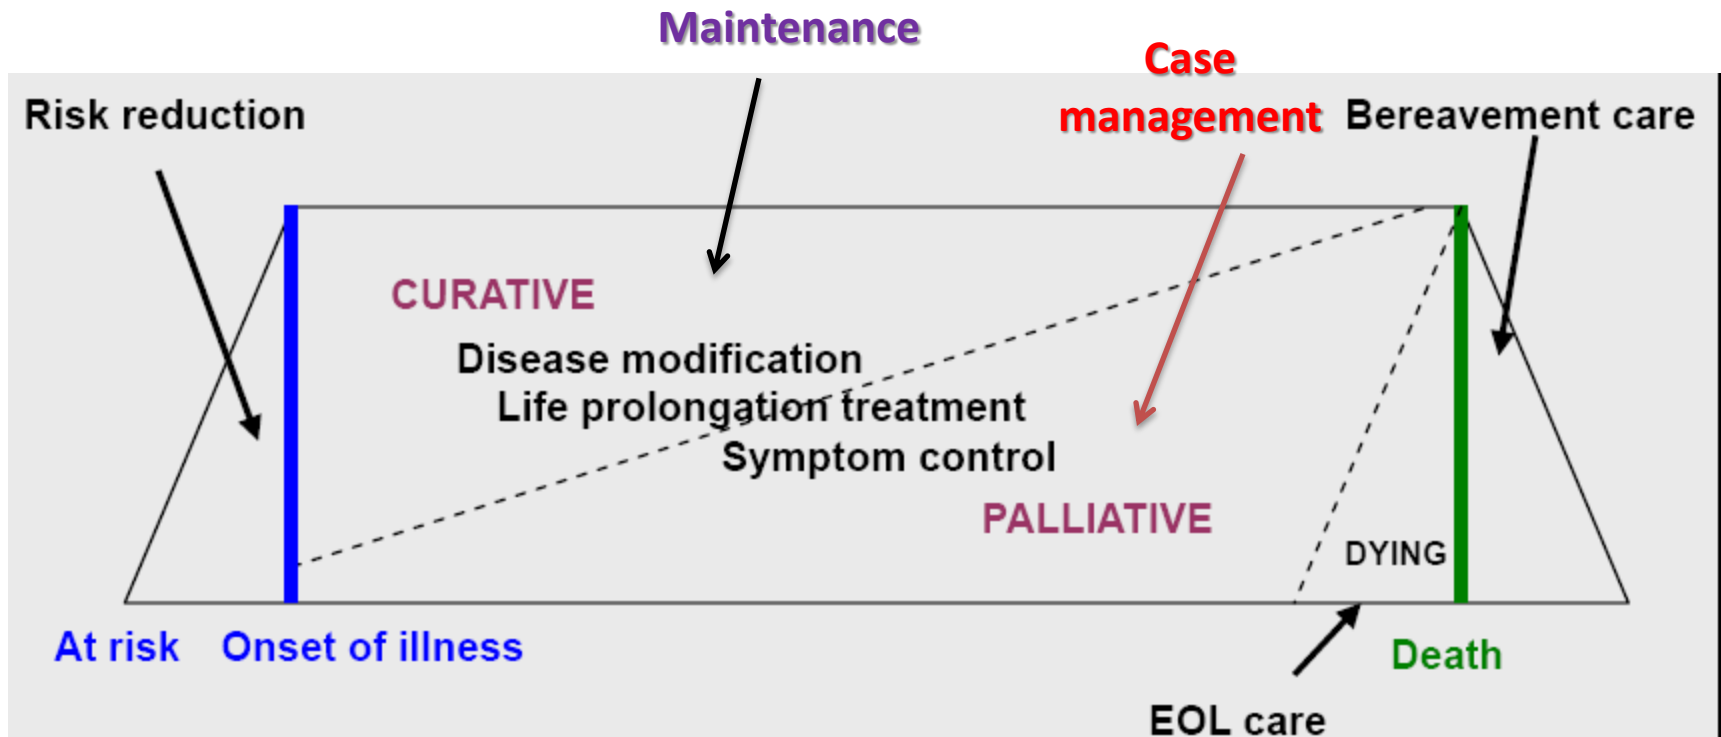 Maintenance
Case
management
Risk reduction
Bereavement care
CURATIVE
Disease modification
Life prolongation treatment
Symptom control
PALLIATIVE
DYING
At risk
Onset of illness
Death
EOL care